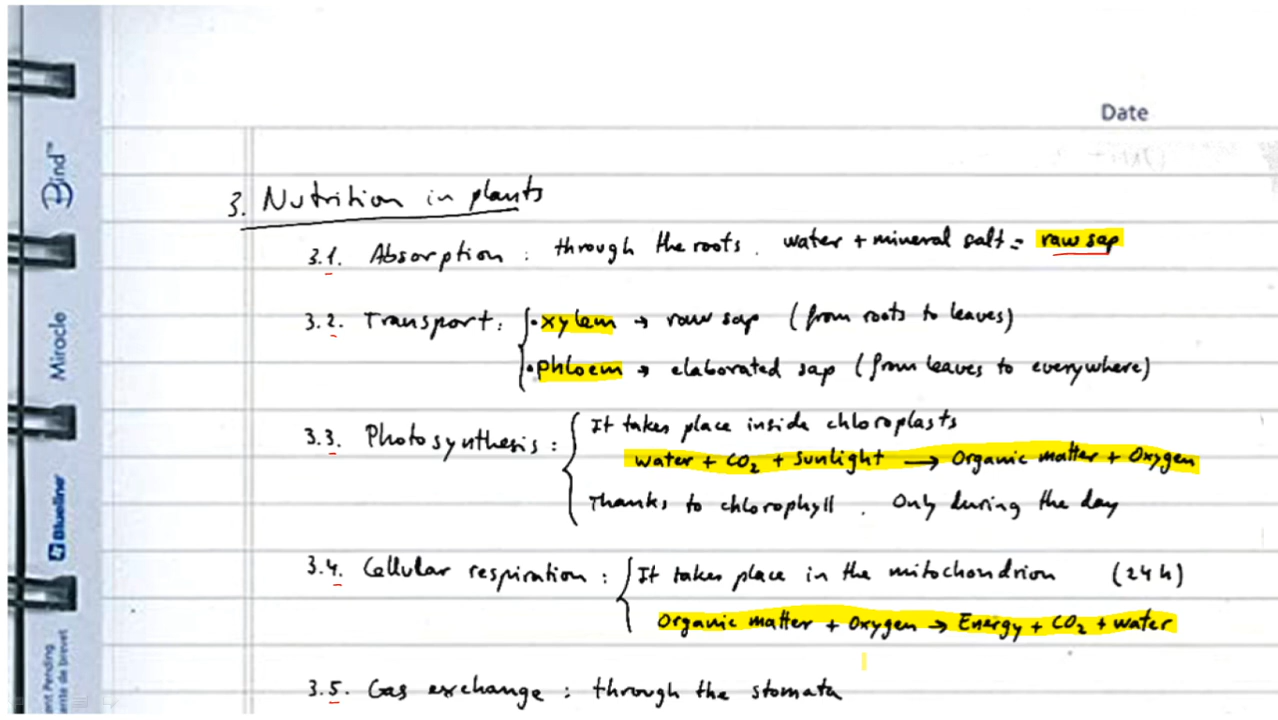 Date
3. Nutrition in plants
3.1. Absorption : through the roots. water + mineral salt = raw sap
3.2. Transport : • xylem → raw sap (from roots to leaves)
• phloem → elaborated sap (from leaves to everywhere)
3.3. Photosynthesis : It takes place inside chloroplasts
water + CO₂ + sunlight → Organic matter + Oxygen
Thanks to chlorophyll. Only during the day
3.4. Cellular respiration : It takes place in the mitochondrion (24 h)
Organic matter + Oxygen → Energy + CO₂ + water
3.5. Gas exchange : through the stomata
Bind™
Miracle
Blueline
ent Pending